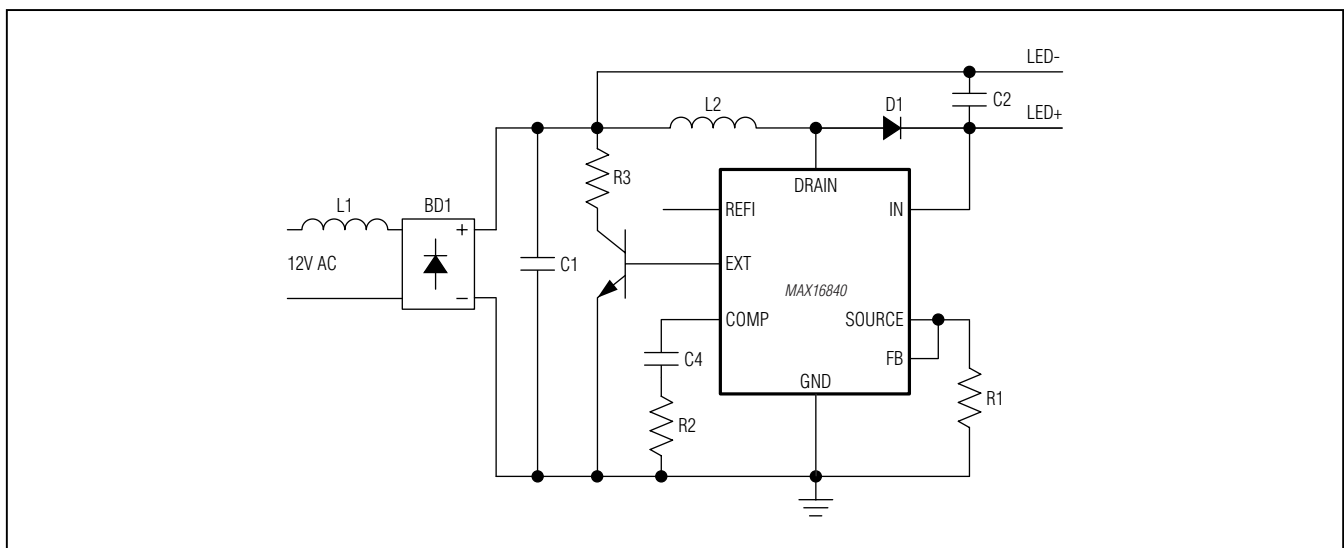 LED-
C2
L2
D1
LED+
R3
DRAIN
REFI
IN
L1
BD1
+
12V AC
C1
EXT
MAX16840
COMP
SOURCE
C4
FB
–
GND
R1
R2